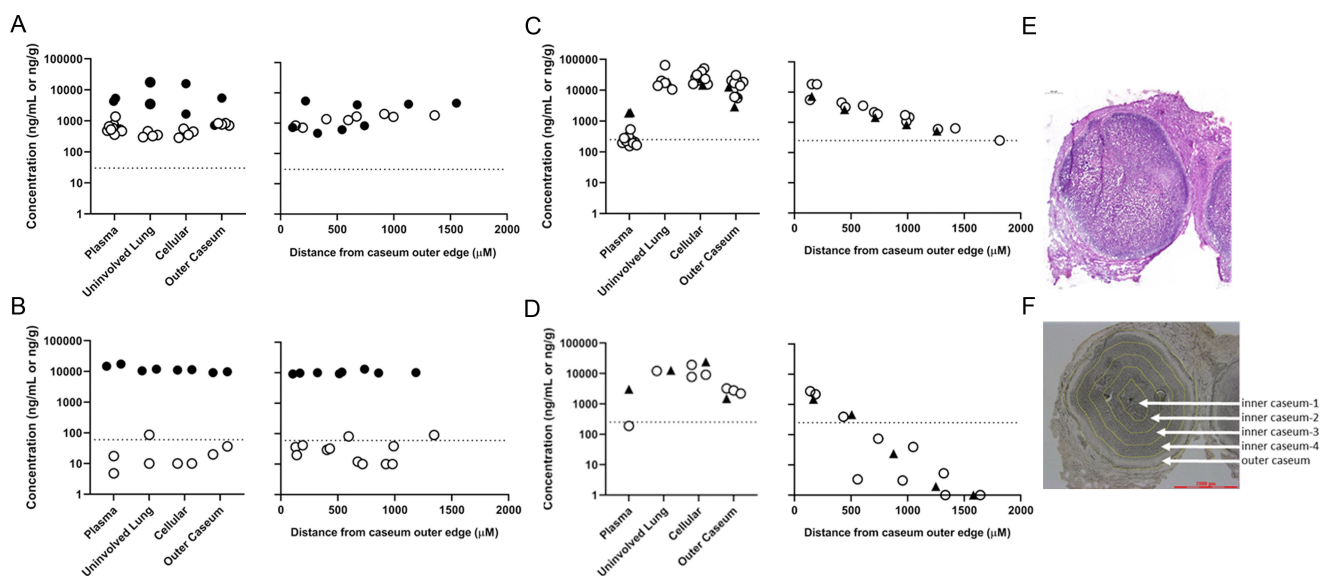 A
Concentration (ng/mL or ng/g)
100000
10000
1000
100
10
1
Plasma
Uninvolved Lung
Cellular
Outer Caseum
0
500
1000
1500
2000
Distance from caseum outer edge (μM)
C
Concentration (ng/mL or ng/g)
100000
10000
1000
100
10
1
Plasma
Uninvolved Lung
Cellular
Outer Caseum
0
500
1000
1500
2000
Distance from caseum outer edge (μM)
E
B
Concentration (ng/mL or ng/g)
100000
10000
1000
100
10
1
Plasma
Uninvolved Lung
Cellular
Outer Caseum
0
500
1000
1500
2000
Distance from caseum outer edge (μM)
D
Concentration (ng/mL or ng/g)
100000
10000
1000
100
10
1
Plasma
Uninvolved Lung
Cellular
Outer Caseum
0
500
1000
1500
2000
Distance from caseum outer edge (μM)
F
inner caseum-1
inner caseum-2
inner caseum-3
inner caseum-4
outer caseum